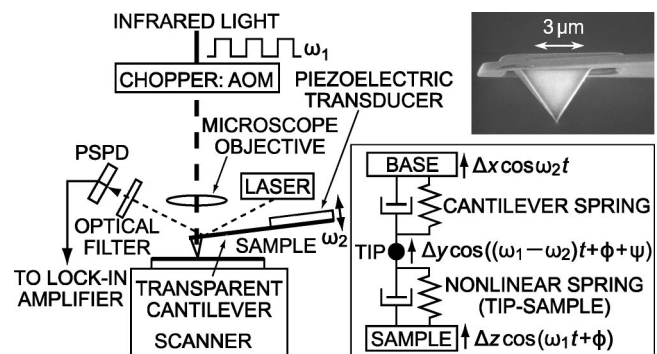 INFRARED LIGHT
ω₁
CHOPPER: AOM
PIEZOELECTRIC
TRANSDUCER
MICROSCOPE
OBJECTIVE
PSPD
LASER
OPTICAL
FILTER
SAMPLE
ω₂
TO LOCK-IN
AMPLIFIER
TRANSPARENT
CANTILEVER
SCANNER
3 μm
BASE
Δx cosω₂t
CANTILEVER SPRING
TIP
Δy cos((ω₁−ω₂)t+ϕ+ψ)
NONLINEAR SPRING
(TIP-SAMPLE)
SAMPLE
Δz cos(ω₁t+ϕ)